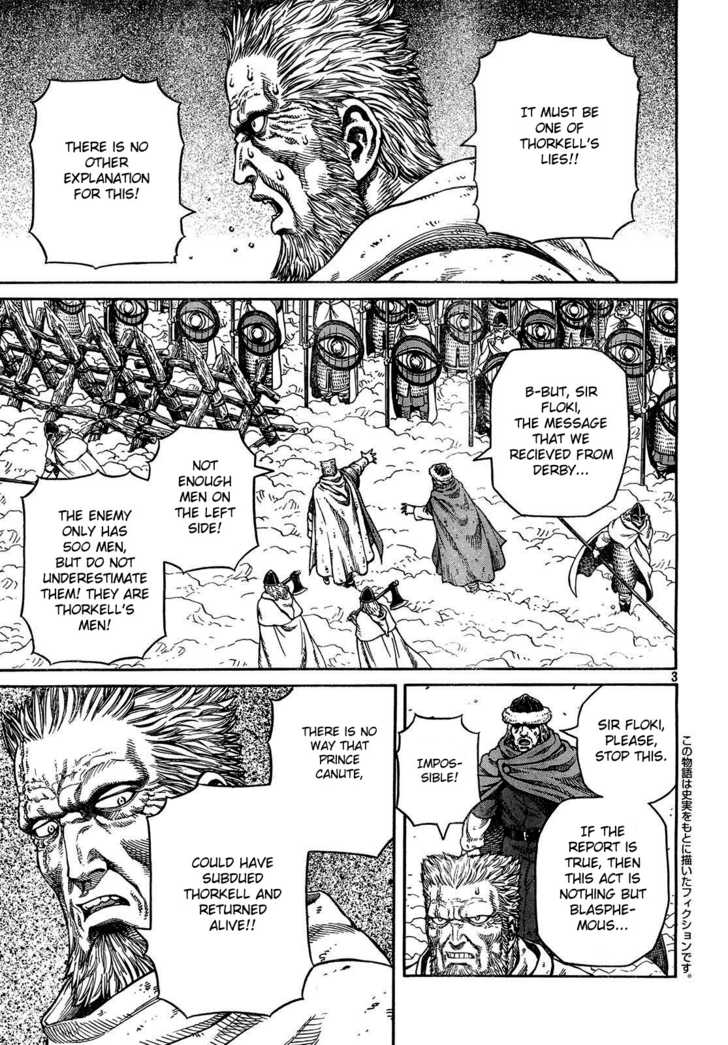 IT MUST BE
ONE OF
THORKELL'S
LIES!!
THERE IS NO
OTHER
EXPLANATION
FOR THIS!
B-BUT, SIR
FLOKI,
THE MESSAGE
THAT WE
RECIEVED FROM
DERBY...
NOT
ENOUGH
MEN ON
THE LEFT
SIDE!
THE ENEMY
ONLY HAS
500 MEN,
BUT DO NOT
UNDERESTIMATE
THEM! THEY ARE
THORKELL'S
MEN!
3
SIR FLOKI,
PLEASE,
STOP THIS.
IF THE
REPORT IS
TRUE, THEN
THIS ACT IS
NOTHING BUT
BLASPHE-
MOUS...
IMPOS-
SIBLE!
THERE IS NO
WAY THAT
PRINCE
CANUTE,
COULD HAVE
SUBDUED
THORKELL AND
RETURNED
ALIVE!!
この物語は史実をもとに描いたフィクションです。